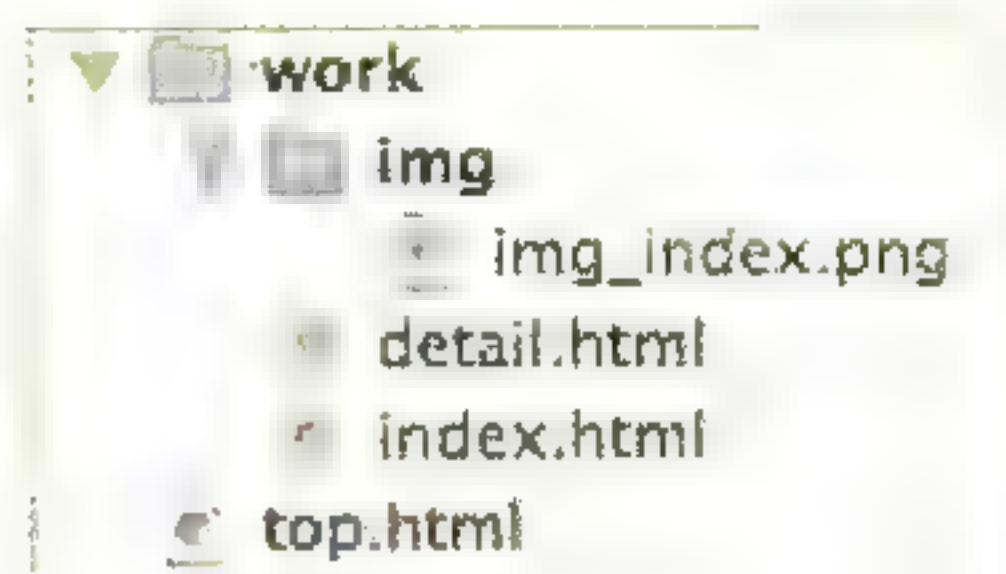 work
img
img_index.png
detail.html
index.html
top.html